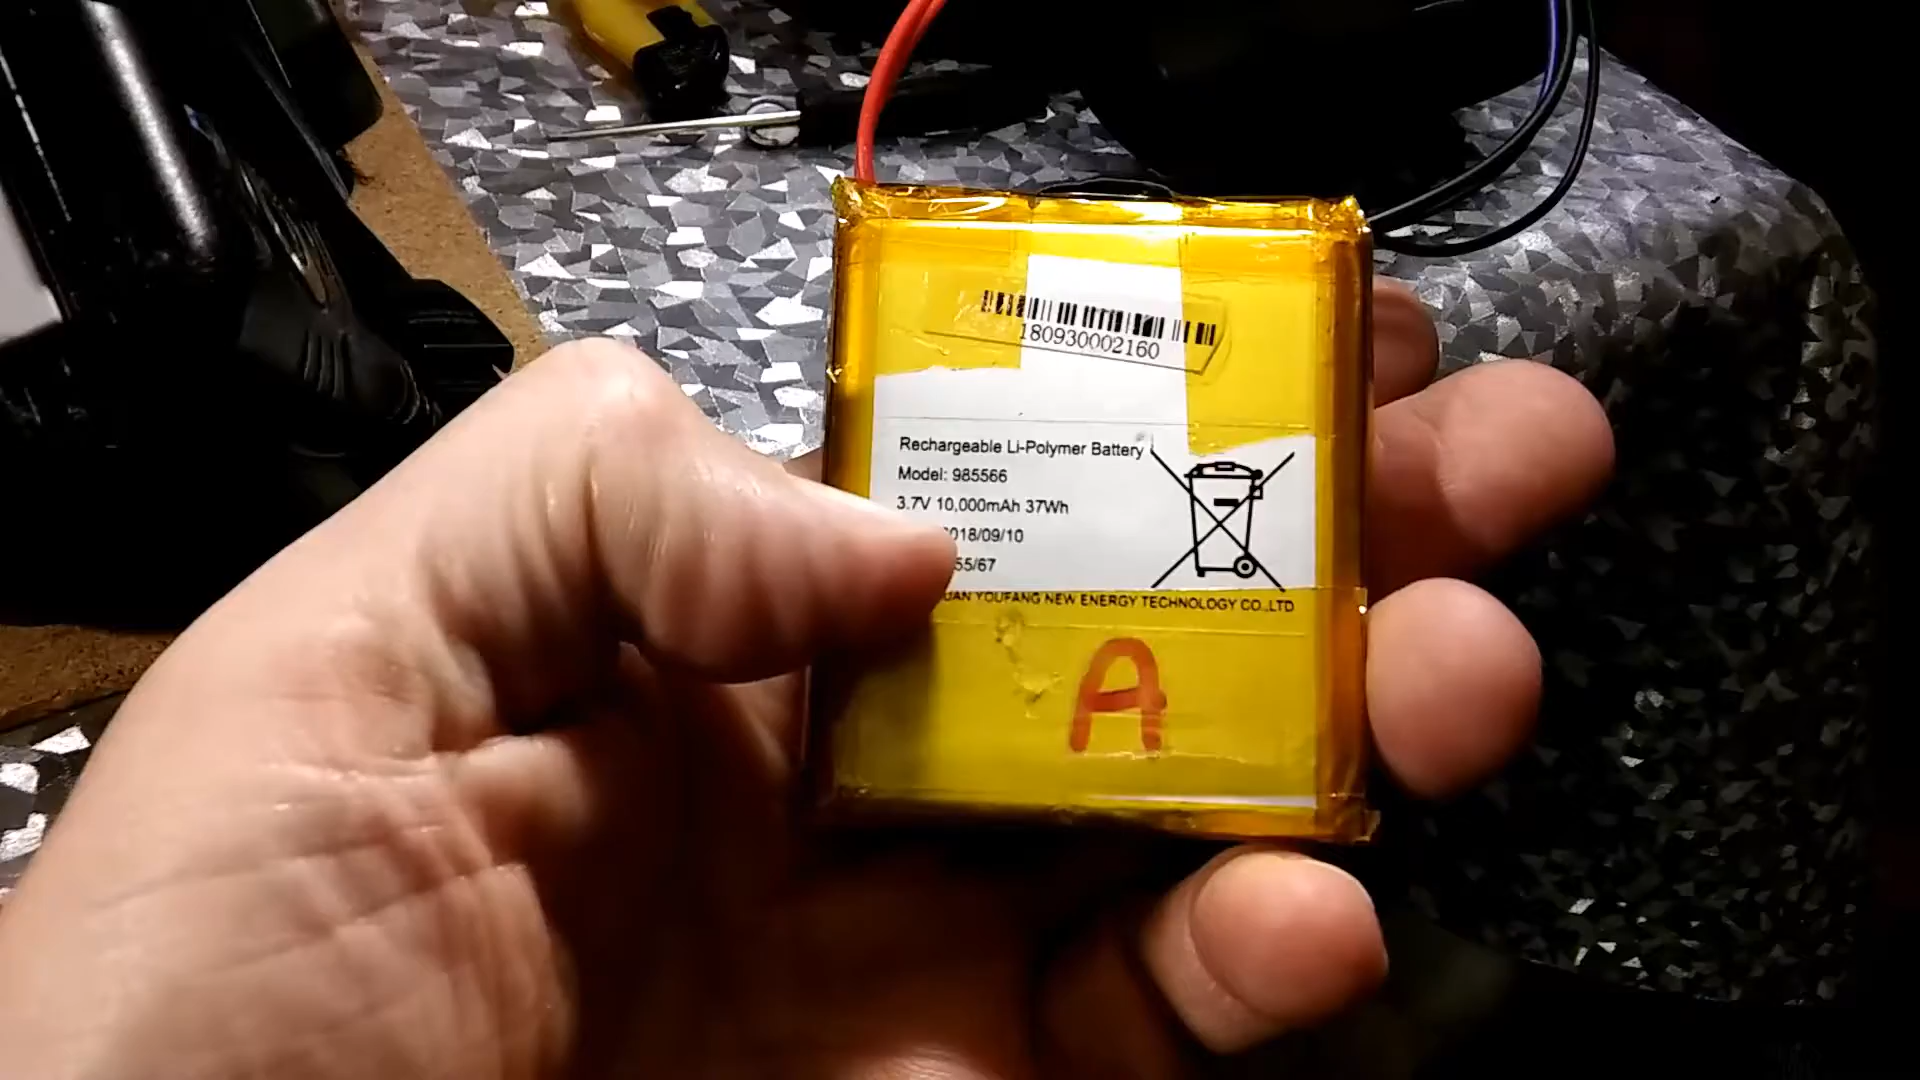 180930002160
Rechargeable Li-Polymer Battery
Model: 985566
3.7V 10,000mAh 37Wh
018/09/10
55/67
UAN YOUFANG NEW ENERGY TECHNOLOGY CO.,LTD
A